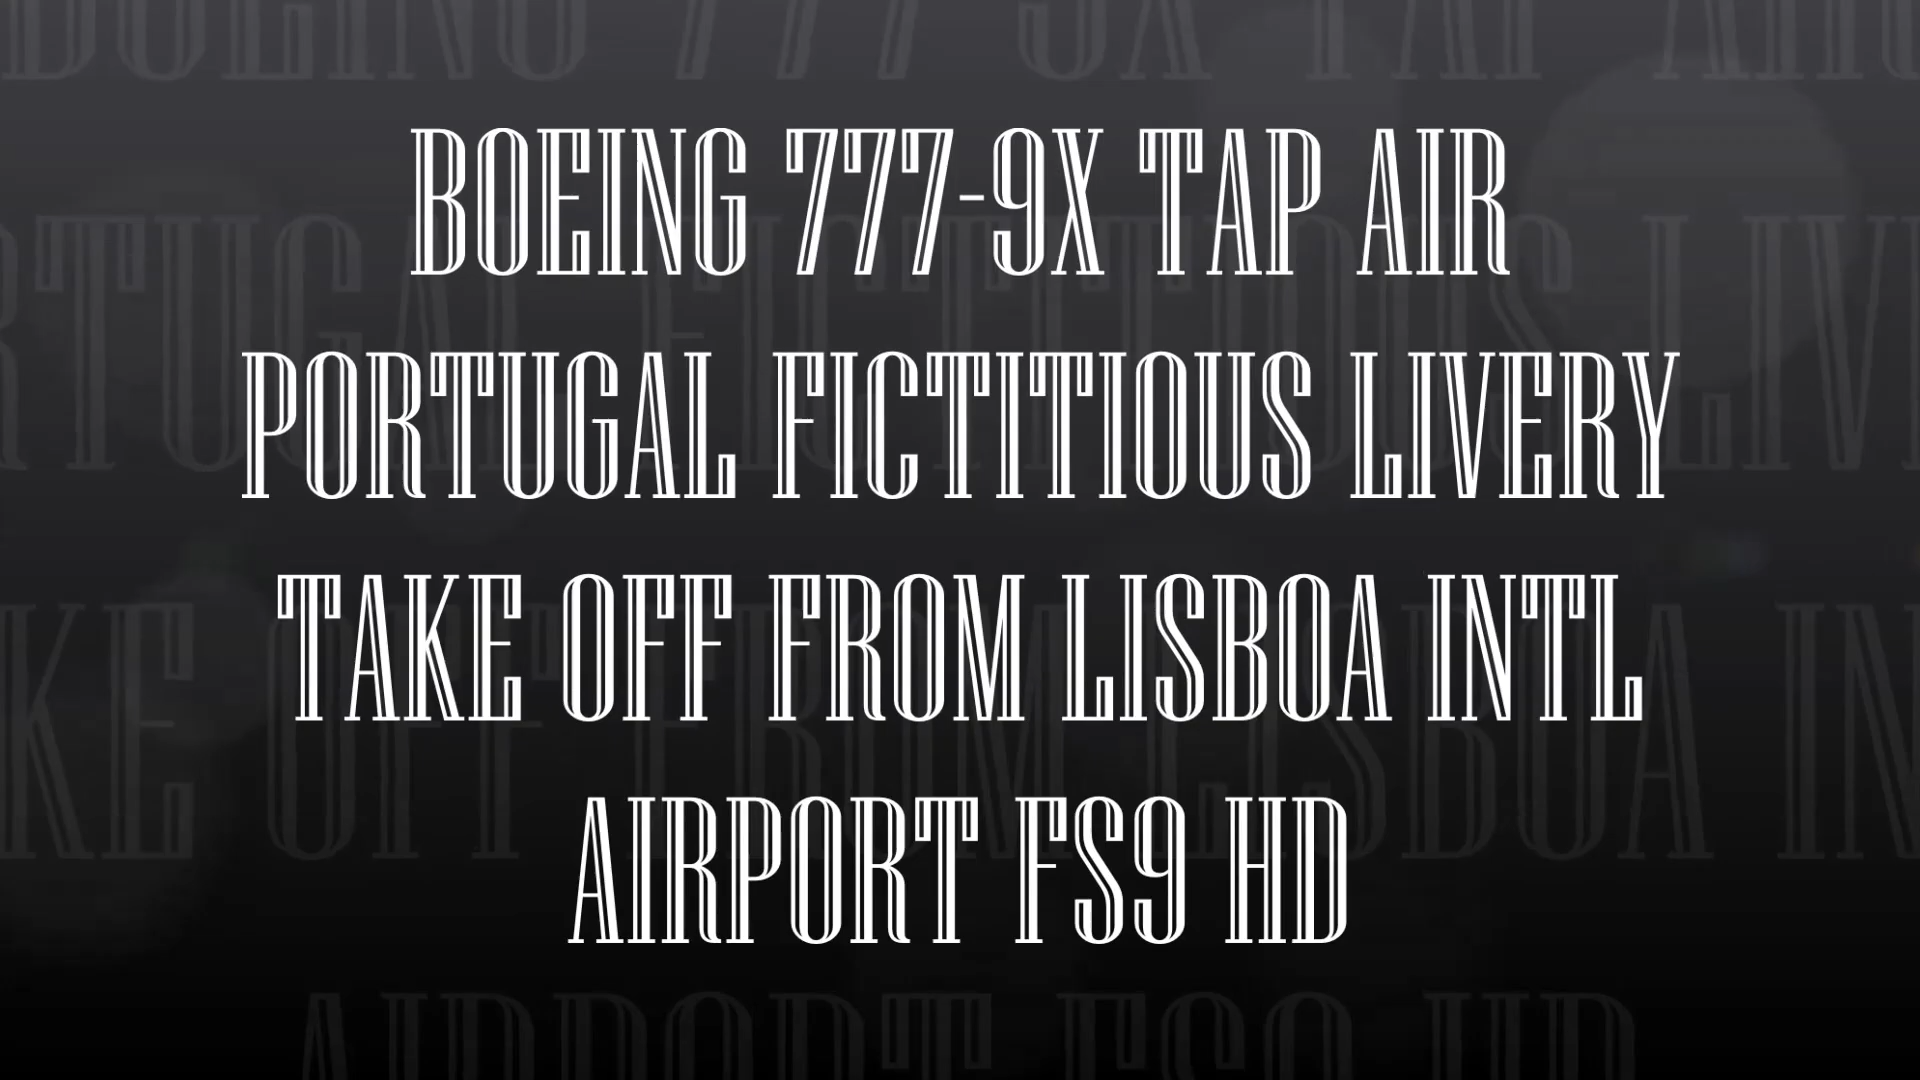 BOEING 777-9X TAP AIR
PORTUGAL FICTITIOUS LIVERY
TAKE OFF FROM LISBOA INTL
AIRPORT FS9 HD